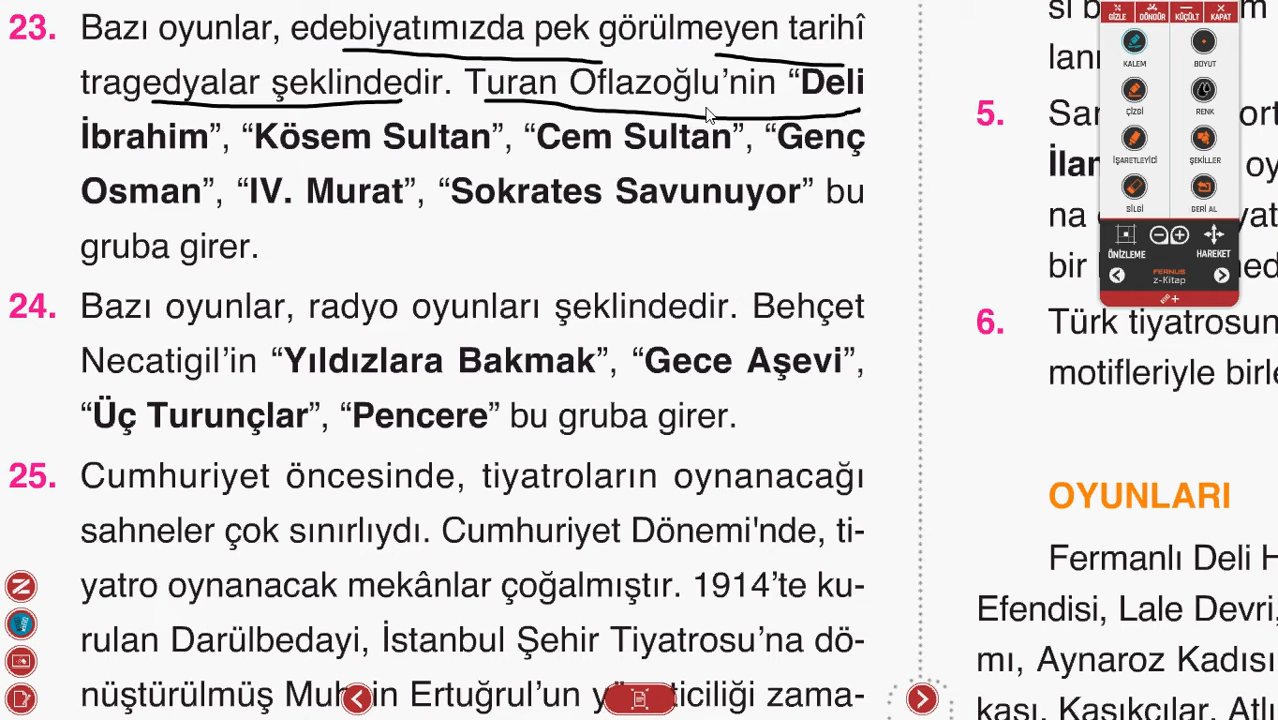 23. Bazı oyunlar, edebiyatımızda pek görülmeyen tarihî
tragedyalar şeklindedir. Turan Oflazoğlu’nin “Deli
İbrahim”, “Kösem Sultan”, “Cem Sultan”, “Genç
Osman”, “IV. Murat”, “Sokrates Savunuyor” bu
gruba girer.
24. Bazı oyunlar, radyo oyunları şeklindedir. Behçet
Necatigil’in “Yıldızlara Bakmak”, “Gece Aşevi”,
“Üç Turunçlar”, “Pencere” bu gruba girer.
25. Cumhuriyet öncesinde, tiyatroların oynanacağı
sahneler çok sınırlıydı. Cumhuriyet Dönemi'nde, ti-
yatro oynanacak mekânlar çoğalmıştır. 1914’te ku-
rulan Darülbedayi, İstanbul Şehir Tiyatrosu’na dö-
nüştürülmüş Ertuğrul’un zama-
5.
bir
6. Türk
motifleriyle
OYUNLARI
Fermanlı Deli
Efendisi, Lale Devri,
mı, Aynaroz Kadısı
kası, Kaşıkçılar,
GİZLE DÖNDÜR KÜÇÜLT KAPAT
KALEM BOYUT
ÇİZGİ RENK
İŞARETLEYİCİ ŞEKİLLER
SİLGİ GERİ AL
ÖNİZLEME HAREKET
FERNUS
z-Kitap